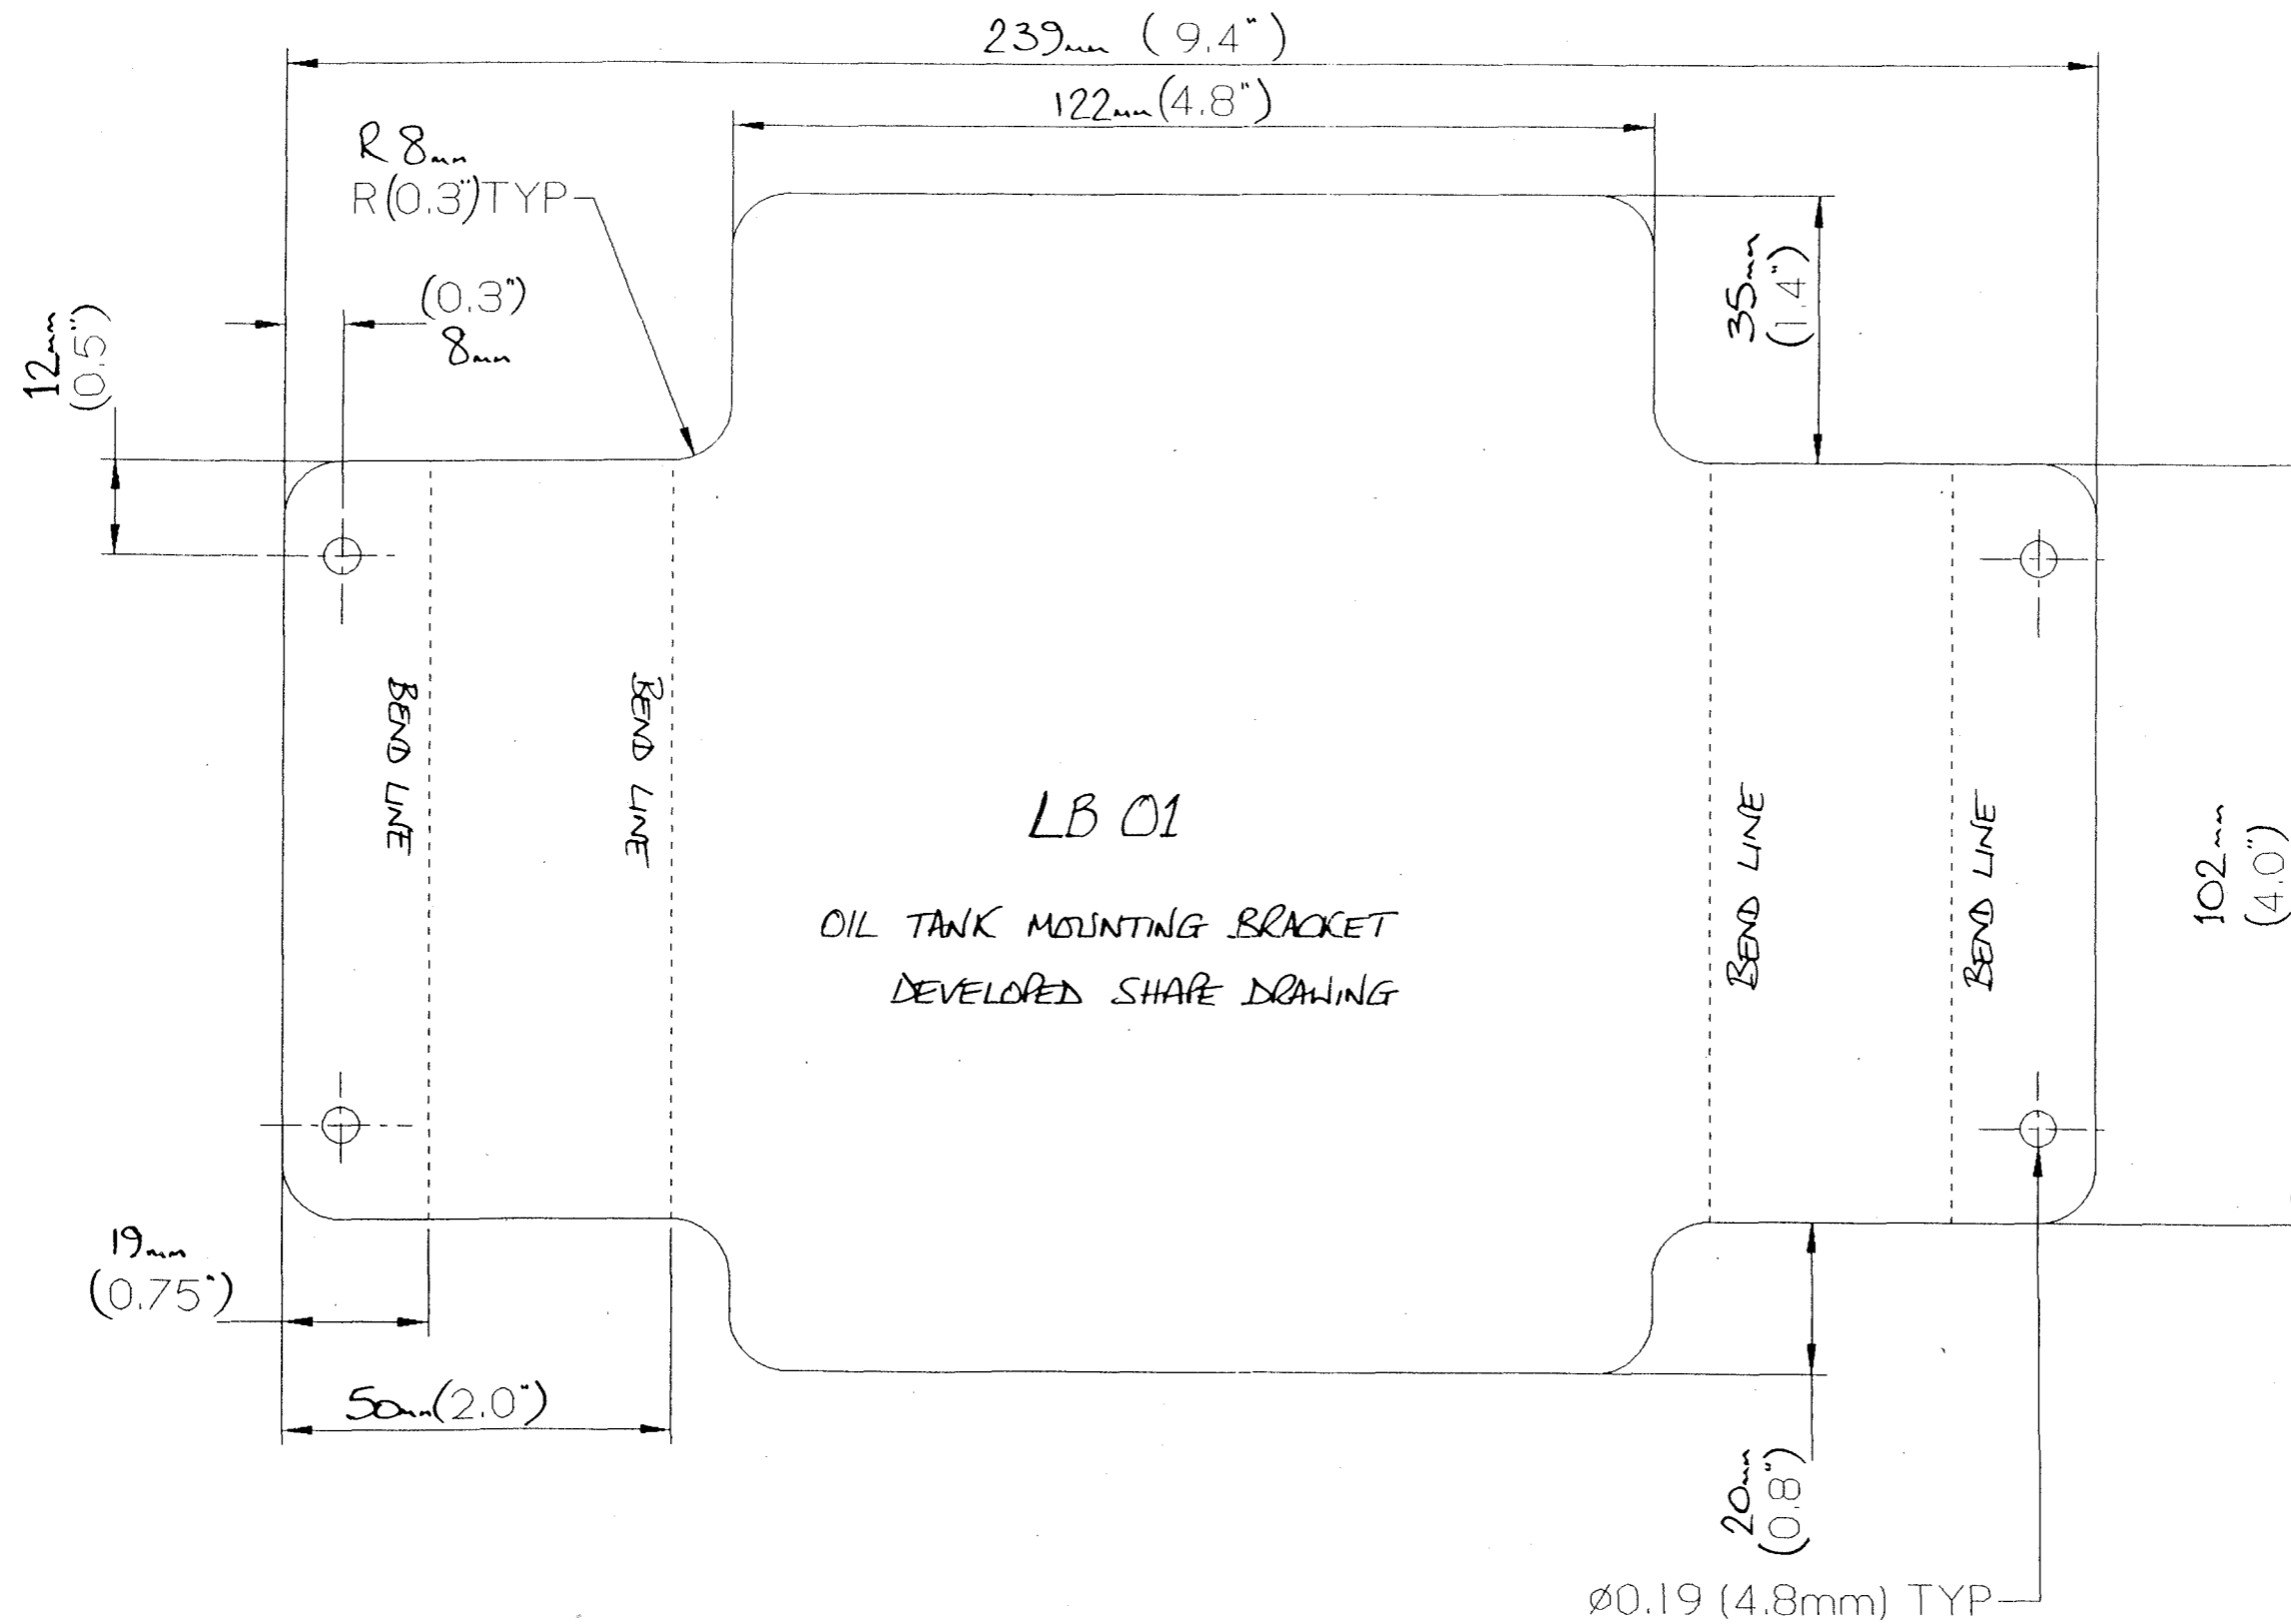 239mm (9.4")
122mm(4.8")
R 8mm
R(0.3")TYP
(0.3")
8mm
12mm
(0.5")
35mm
(1.4")
BEND LINE
BEND LINE
BEND LINE
BEND LINE
LB 01
OIL TANK MOUNTING BRACKET
DEVELOPED SHAPE DRAWING
102mm
(4.0")
19mm
(0.75")
50mm(2.0")
20mm
(0.8")
Ø0.19 (4.8mm) TYP